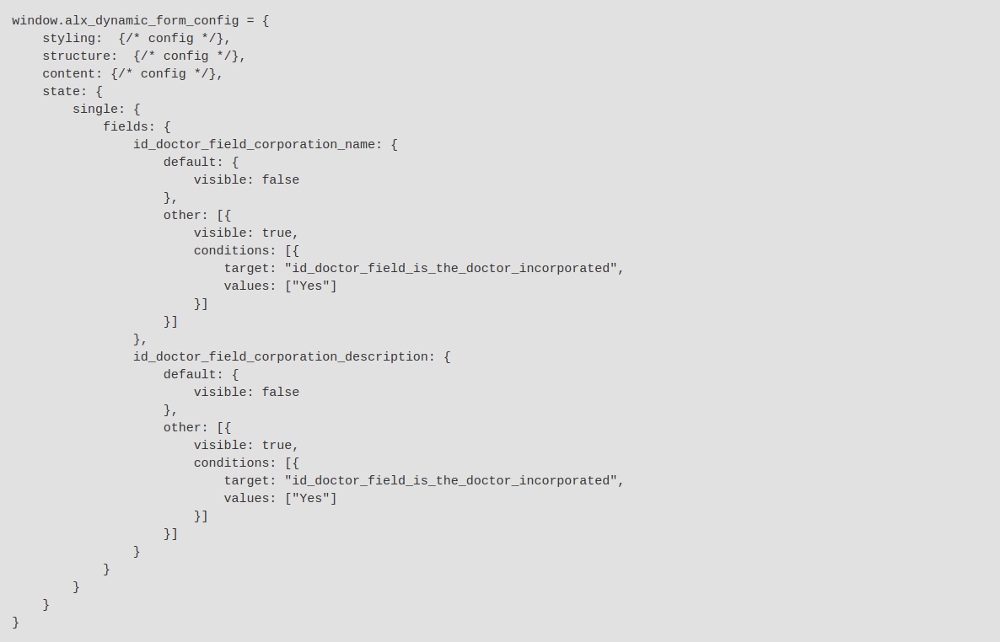 window.alx_dynamic_form_config = {
    styling:  {/* config */},
    structure:  {/* config */},
    content: {/* config */},
    state: {
        single: {
            fields: {
                id_doctor_field_corporation_name: {
                    default: {
                        visible: false
                    },
                    other: [{
                        visible: true,
                        conditions: [{
                            target: "id_doctor_field_is_the_doctor_incorporated",
                            values: ["Yes"]
                        }]
                    }]
                },
                id_doctor_field_corporation_description: {
                    default: {
                        visible: false
                    },
                    other: [{
                        visible: true,
                        conditions: [{
                            target: "id_doctor_field_is_the_doctor_incorporated",
                            values: ["Yes"]
                        }]
                    }]
                }
            }
        }
    }
}